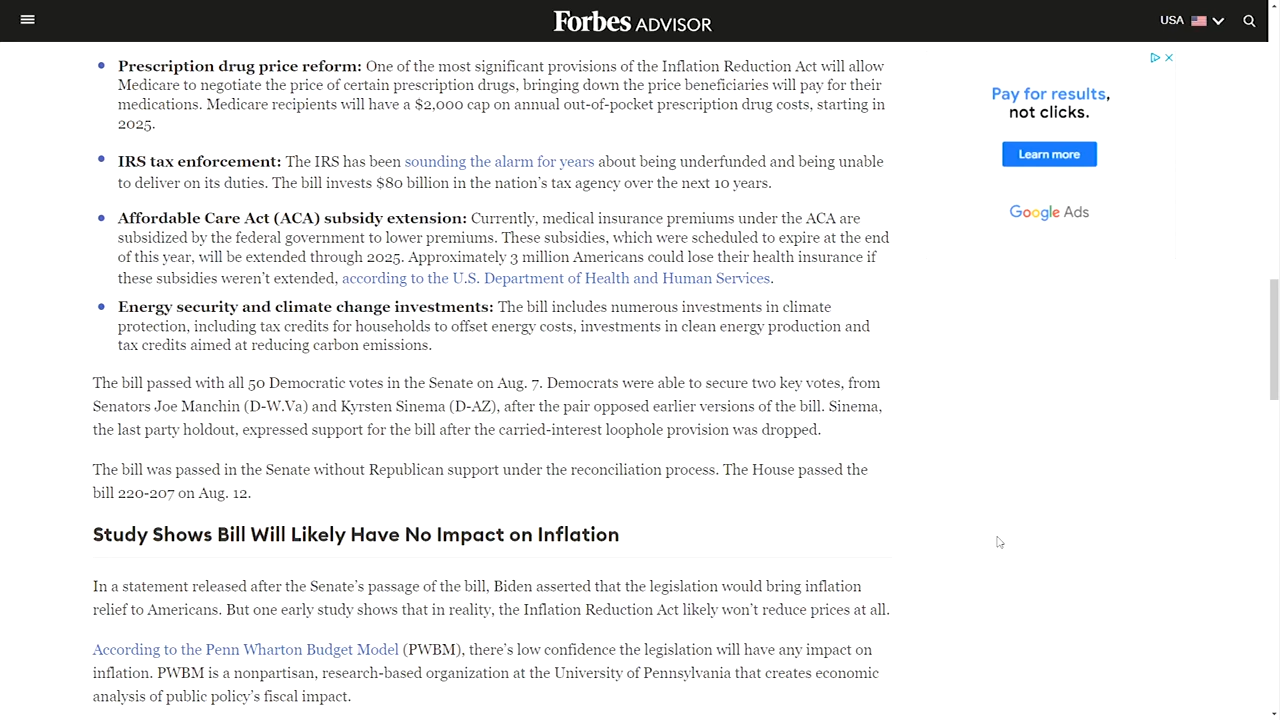 Forbes ADVISOR
USA
Prescription drug price reform: One of the most significant provisions of the Inflation Reduction Act will allow
Medicare to negotiate the price of certain prescription drugs, bringing down the price beneficiaries will pay for their
medications. Medicare recipients will have a $2,000 cap on annual out-of-pocket prescription drug costs, starting in
2025.
IRS tax enforcement: The IRS has been sounding the alarm for years about being underfunded and being unable
to deliver on its duties. The bill invests $80 billion in the nation's tax agency over the next 10 years.
Affordable Care Act (ACA) subsidy extension: Currently, medical insurance premiums under the ACA are
subsidized by the federal government to lower premiums. These subsidies, which were scheduled to expire at the end
of this year, will be extended through 2025. Approximately 3 million Americans could lose their health insurance if
these subsidies weren't extended, according to the U.S. Department of Health and Human Services.
Energy security and climate change investments: The bill includes numerous investments in climate
protection, including tax credits for households to offset energy costs, investments in clean energy production and
tax credits aimed at reducing carbon emissions.
The bill passed with all 50 Democratic votes in the Senate on Aug. 7. Democrats were able to secure two key votes, from
Senators Joe Manchin (D-W.Va) and Kyrsten Sinema (D-AZ), after the pair opposed earlier versions of the bill. Sinema,
the last party holdout, expressed support for the bill after the carried-interest loophole provision was dropped.
The bill was passed in the Senate without Republican support under the reconciliation process. The House passed the
bill 220-207 on Aug. 12.
Study Shows Bill Will Likely Have No Impact on Inflation
In a statement released after the Senate's passage of the bill, Biden asserted that the legislation would bring inflation
relief to Americans. But one early study shows that in reality, the Inflation Reduction Act likely won't reduce prices at all.
According to the Penn Wharton Budget Model (PWBM), there's low confidence the legislation will have any impact on
inflation. PWBM is a nonpartisan, research-based organization at the University of Pennsylvania that creates economic
analysis of public policy's fiscal impact.
Pay for results,
not clicks.
Learn more
Google Ads